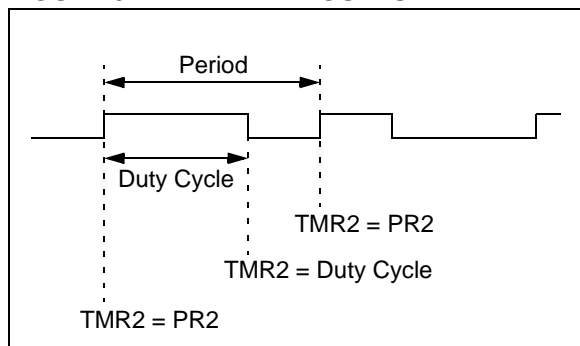 Period
Duty Cycle
TMR2 = PR2
TMR2 = Duty Cycle
TMR2 = PR2